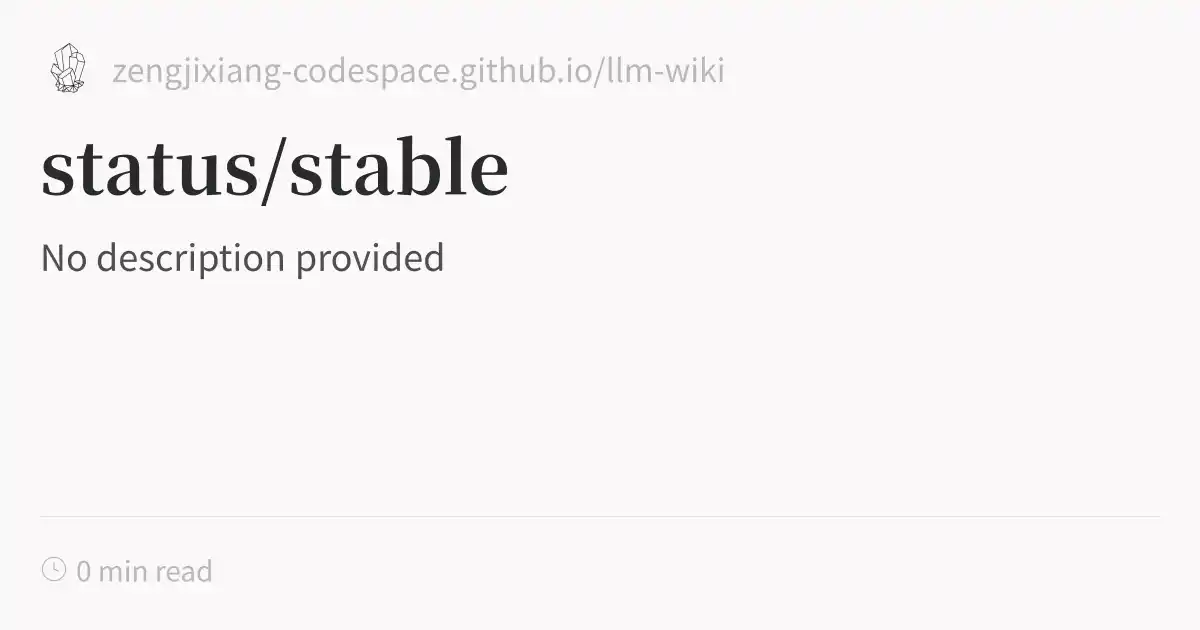 zengjixiang-codespace.github.io/llm-wiki
status/stable
No description provided
0 min read